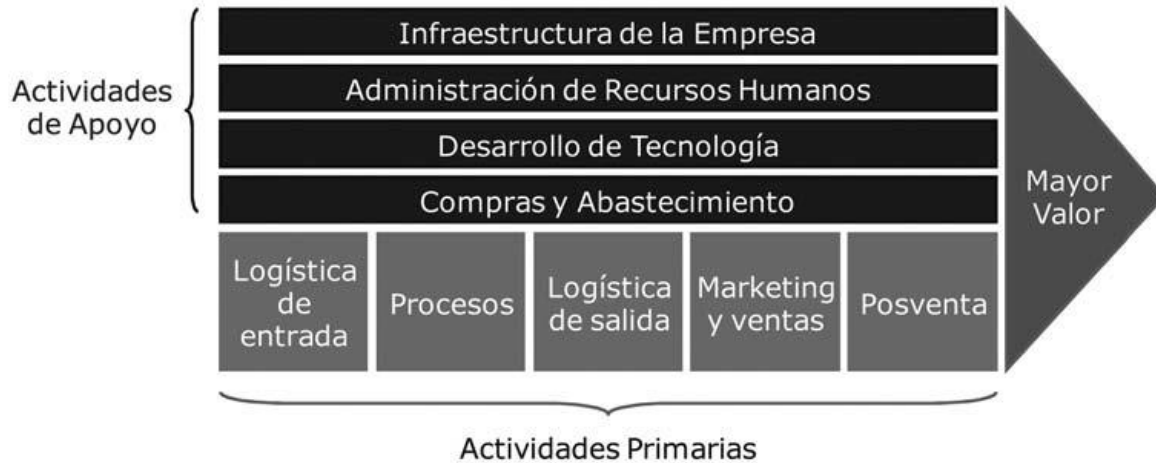 Infraestructura de la Empresa
Actividades
de Apoyo
Administración de Recursos Humanos
Desarrollo de Tecnología
Compras y Abastecimiento
Mayor
Valor
Logística
de
entrada
Procesos
Logística
de salida
Marketing
y ventas
Posventa
Actividades Primarias